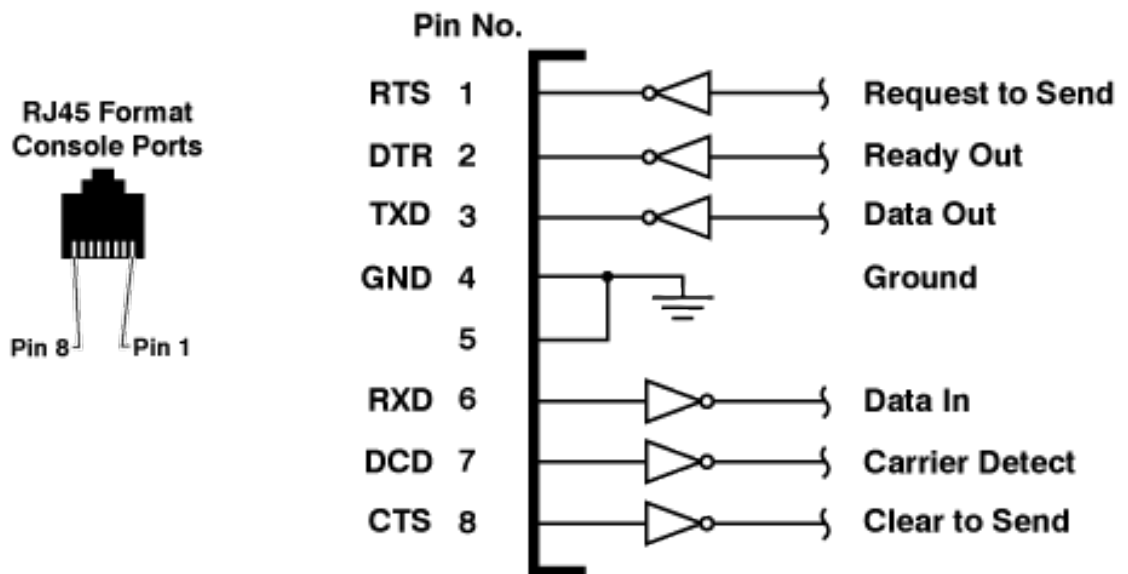 Pin No.
RJ45 Format
Console Ports
Pin 8
Pin 1
RTS 1 Request to Send
DTR 2 Ready Out
TXD 3 Data Out
GND 4 Ground
5
RXD 6 Data In
DCD 7 Carrier Detect
CTS 8 Clear to Send